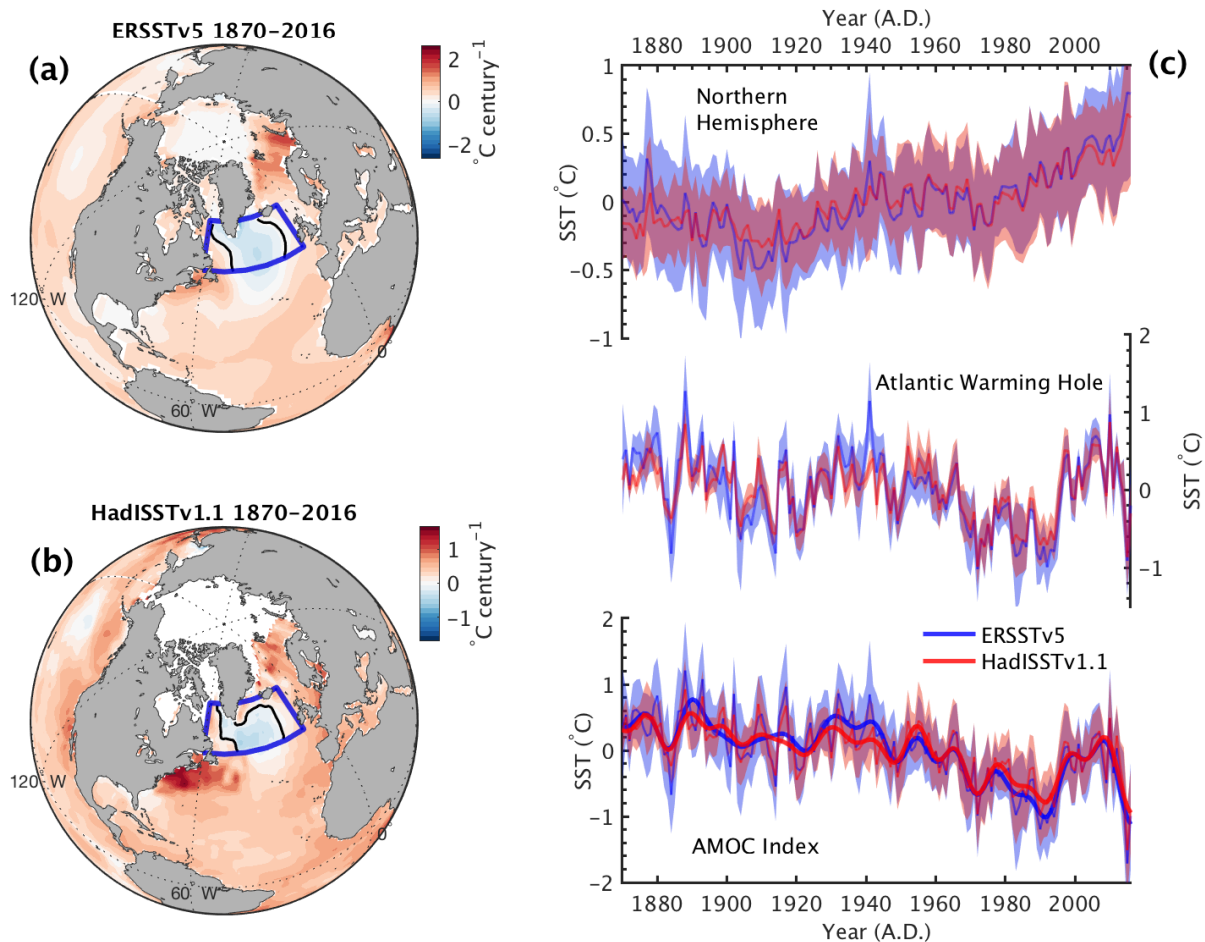 ERSSTv5 1870-2016
(a)
2
1
0
-1
-2
°C century-1
120° W
60° W
0°
HadISSTv1.1 1870-2016
(b)
1
0
-1
°C century-1
120° W
60° W
0°
Year (A.D.)
1880 1900 1920 1940 1960 1980 2000
(c)
1
0.5
0
-0.5
-1
SST (°C)
Northern
Hemisphere
2
1
0
-1
SST (°C)
Atlantic Warming Hole
2
1
0
-1
-2
SST (°C)
ERSSTv5
HadISSTv1.1
AMOC Index
1880 1900 1920 1940 1960 1980 2000
Year (A.D.)